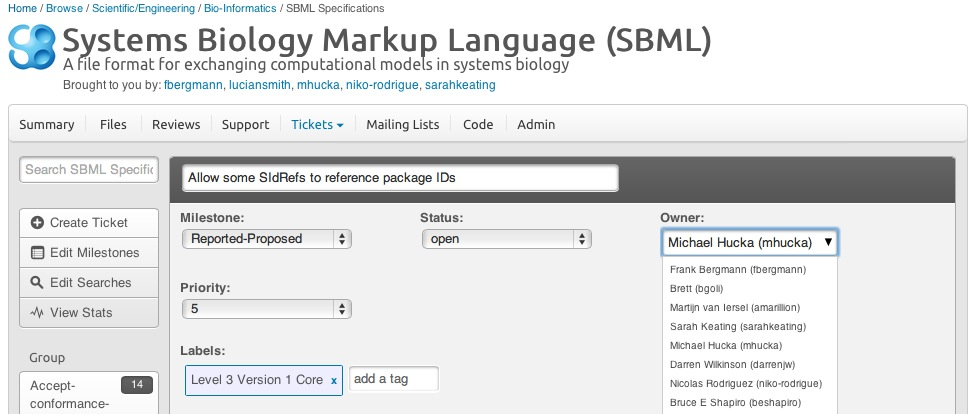 Home / Browse / Scientific/Engineering / Bio-Informatics / SBML Specifications
Systems Biology Markup Language (SBML)
A file format for exchanging computational models in systems biology
Brought to you by: fbergmann, luciansmith, mhucka, niko-rodrigue, sarahkeating
Summary Files Reviews Support Tickets Mailing Lists Code Admin
Search SBML Specific
Allow some SIdRefs to reference package IDs
Create Ticket
Edit Milestones
Edit Searches
View Stats
Group
Accept-
conformance-
14
Milestone:
Reported-Proposed
Status:
open
Owner:
Michael Hucka (mhucka)
Frank Bergmann (fbergmann)
Brett (bgoli)
Martijn van Iersel (amarillion)
Sarah Keating (sarahkeating)
Michael Hucka (mhucka)
Darren Wilkinson (darrenjw)
Nicolas Rodriguez (niko-rodrigue)
Bruce E Shapiro (beshapiro)
Priority:
5
Labels:
Level 3 Version 1 Core x
add a tag